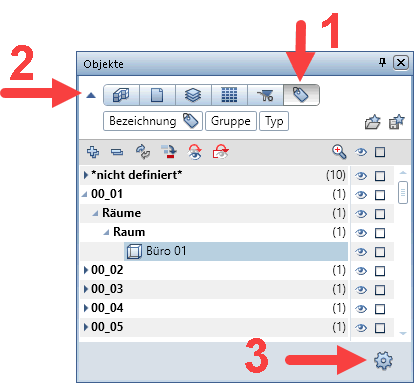 1
2
Objekte
Bezeichnung Gruppe Typ
*nicht definiert* (10)
00_01 (1)
Räume (1)
Raum (1)
Büro 01
00_02 (1)
00_03 (1)
00_04 (1)
00_05 (1)
3